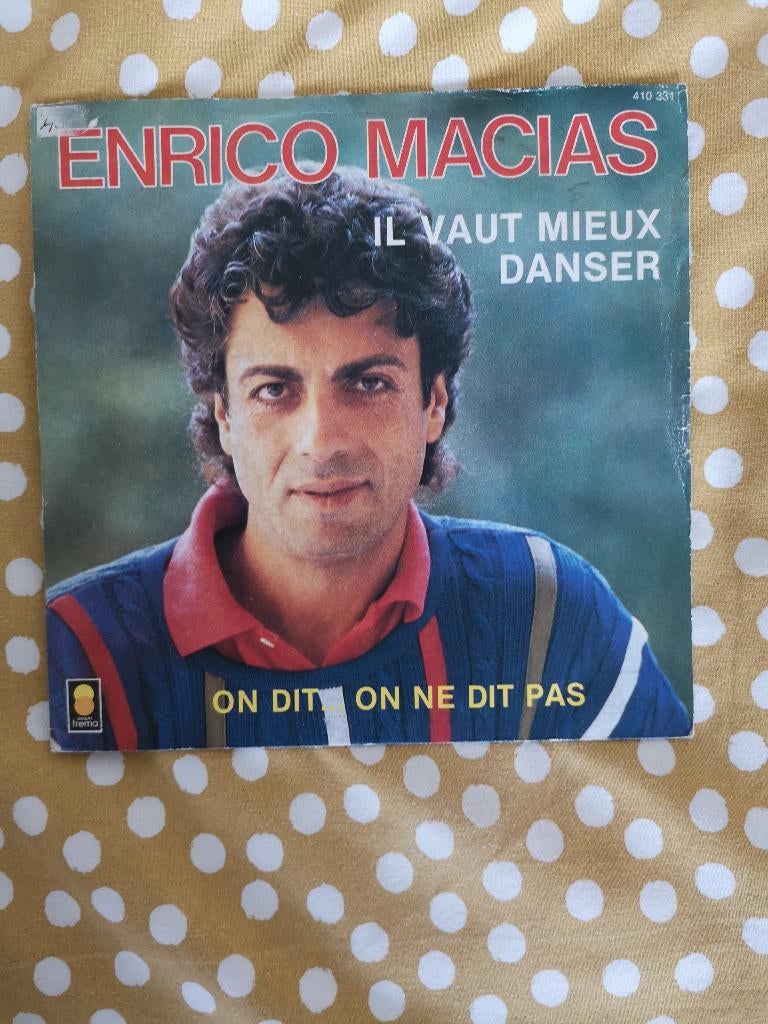 410 331
ENRICO MACIAS
IL VAUT MIEUX
DANSER
ON DIT... ON NE DIT PAS
trema